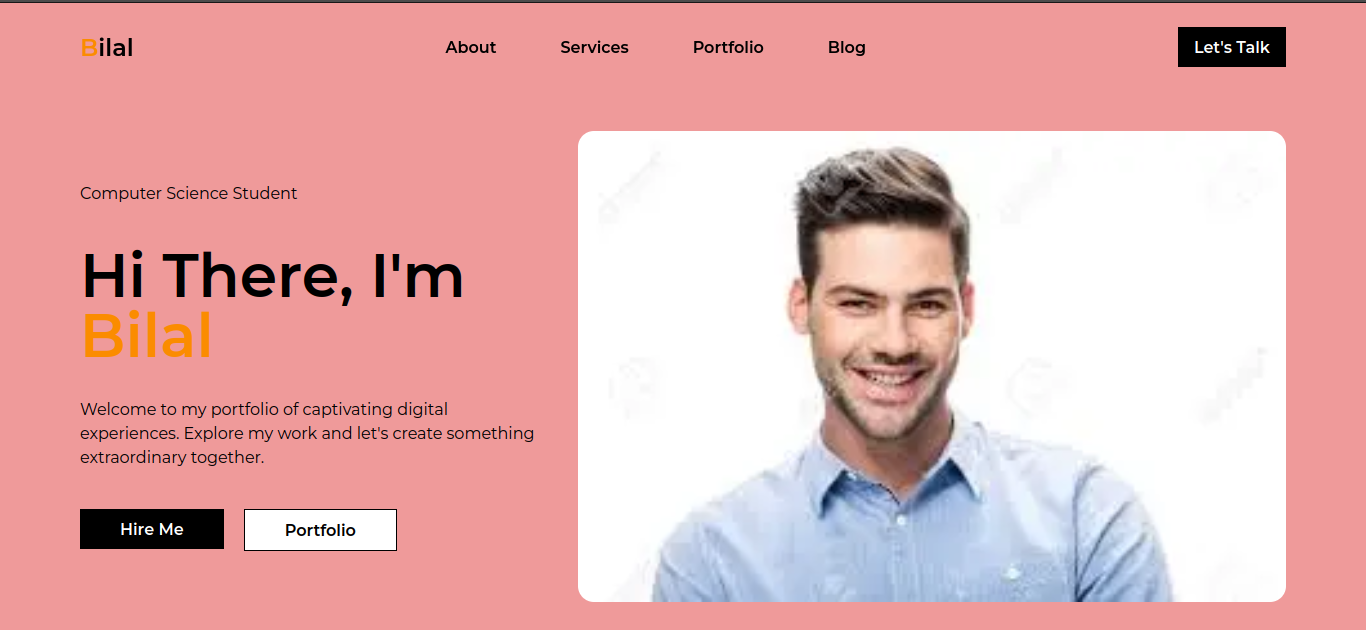 Bilal
About
Services
Portfolio
Blog
Let's Talk
Computer Science Student
Hi There, I'm
Bilal
Welcome to my portfolio of captivating digital
experiences. Explore my work and let's create something
extraordinary together.
Hire Me
Portfolio